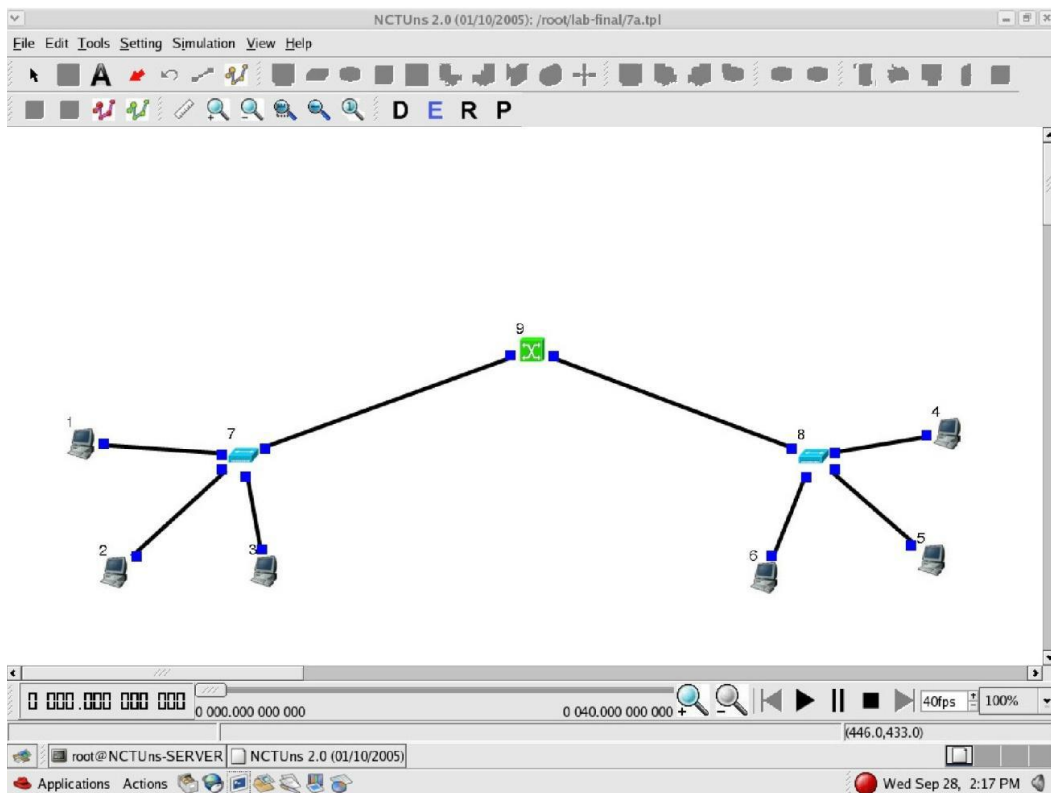 NCTUns 2.0 (01/10/2005): /root/lab-final/7a.tpl
File Edit Tools Setting Simulation View Help
A
D E R P
9
1
7
4
8
2
3
6
5
0 000.000 000 000
0 000.000 000 000
0 040.000 000 000
40fps
100%
(446.0,433.0)
root@NCTUns-SERVER
NCTUns 2.0 (01/10/2005)
Applications Actions
Wed Sep 28, 2:17 PM